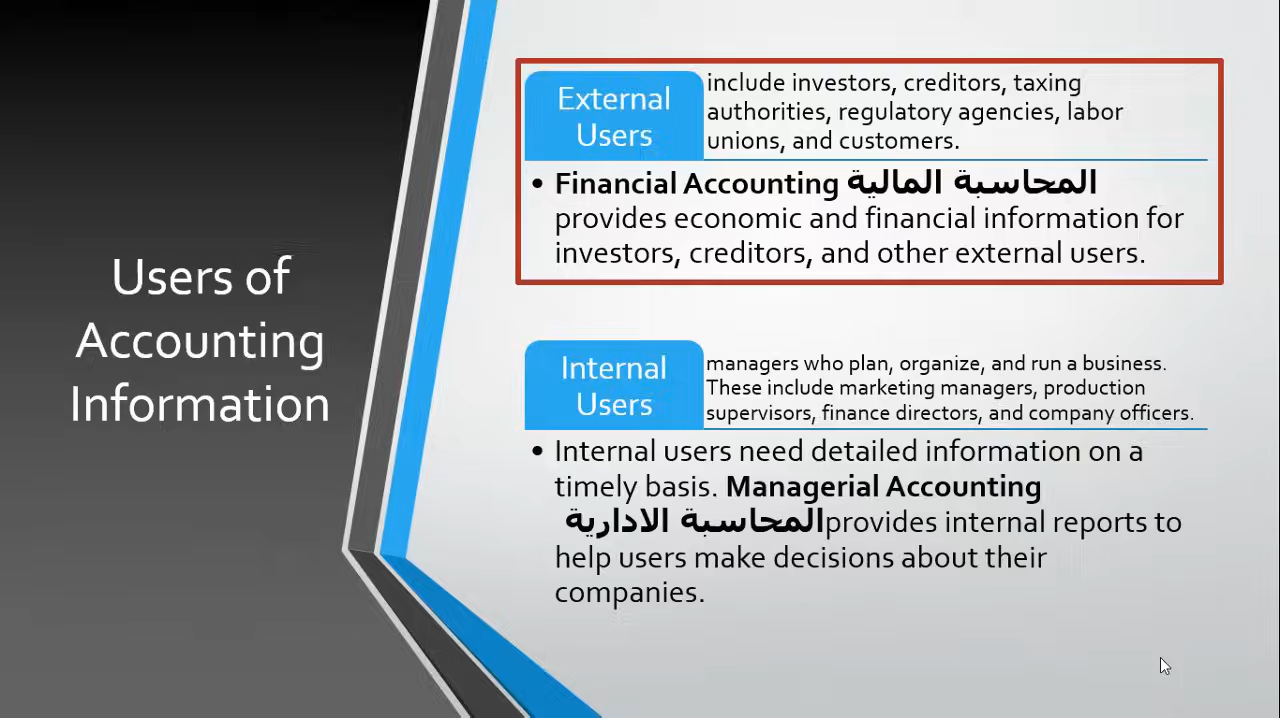 Users of
Accounting
Information
External
Users
include investors, creditors, taxing
authorities, regulatory agencies, labor
unions, and customers.
• Financial Accounting المحاسبة المالية
provides economic and financial information for
investors, creditors, and other external users.
Internal
Users
managers who plan, organize, and run a business.
These include marketing managers, production
supervisors, finance directors, and company officers.
• Internal users need detailed information on a
timely basis. Managerial Accounting
المحاسبة الادارية provides internal reports to
help users make decisions about their
companies.